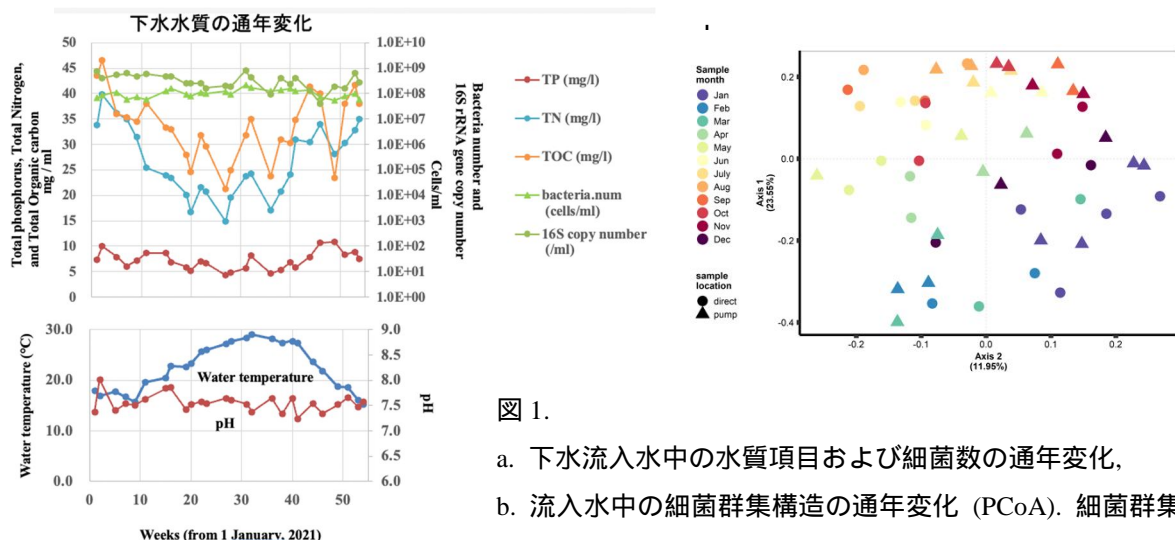 下水水質の通年変化
Total phosphorus, Total Niitrogen,
and Total Organic carbon
mg / ml
50
45
40
35
30
25
20
15
10
5
0
1.0E+10
1.0E+09
1.0E+08
1.0E+07
1.0E+06
1.0E+05
1.0E+04
1.0E+03
1.0E+02
1.0E+01
1.0E+00
0
10
20
30
40
50
Bacteria number and
16S rRNA gene copy number
Cells/ml
TP (mg/l)
TN (mg/l)
TOC (mg/l)
bacteria.num
(cells/ml)
16S copy number
(/ml)
Water temperature (°C)
30.0
20.0
10.0
0.0
Water temperature
pH
9.0
8.5
8.0
7.5
7.0
6.5
6.0
pH
0
10
20
30
40
50
Weeks (from 1 January, 2021)
Sample
month
Jan
Feb
Mar
Apr
May
Jun
Jul
Aug
Sep
Oct
Nov
Dec
sample
location
direct
pump
Axis 1
(23.55%)
0.2
0.0
-0.2
-0.4
-0.2
-0.1
0.0
0.1
0.2
Axis 2
(11.95%)
図 1.
a. 下水流入水中の水質項目および細菌数の通年変化,
b. 流入水中の細菌群集構造の通年変化 (PCoA). 細菌群集